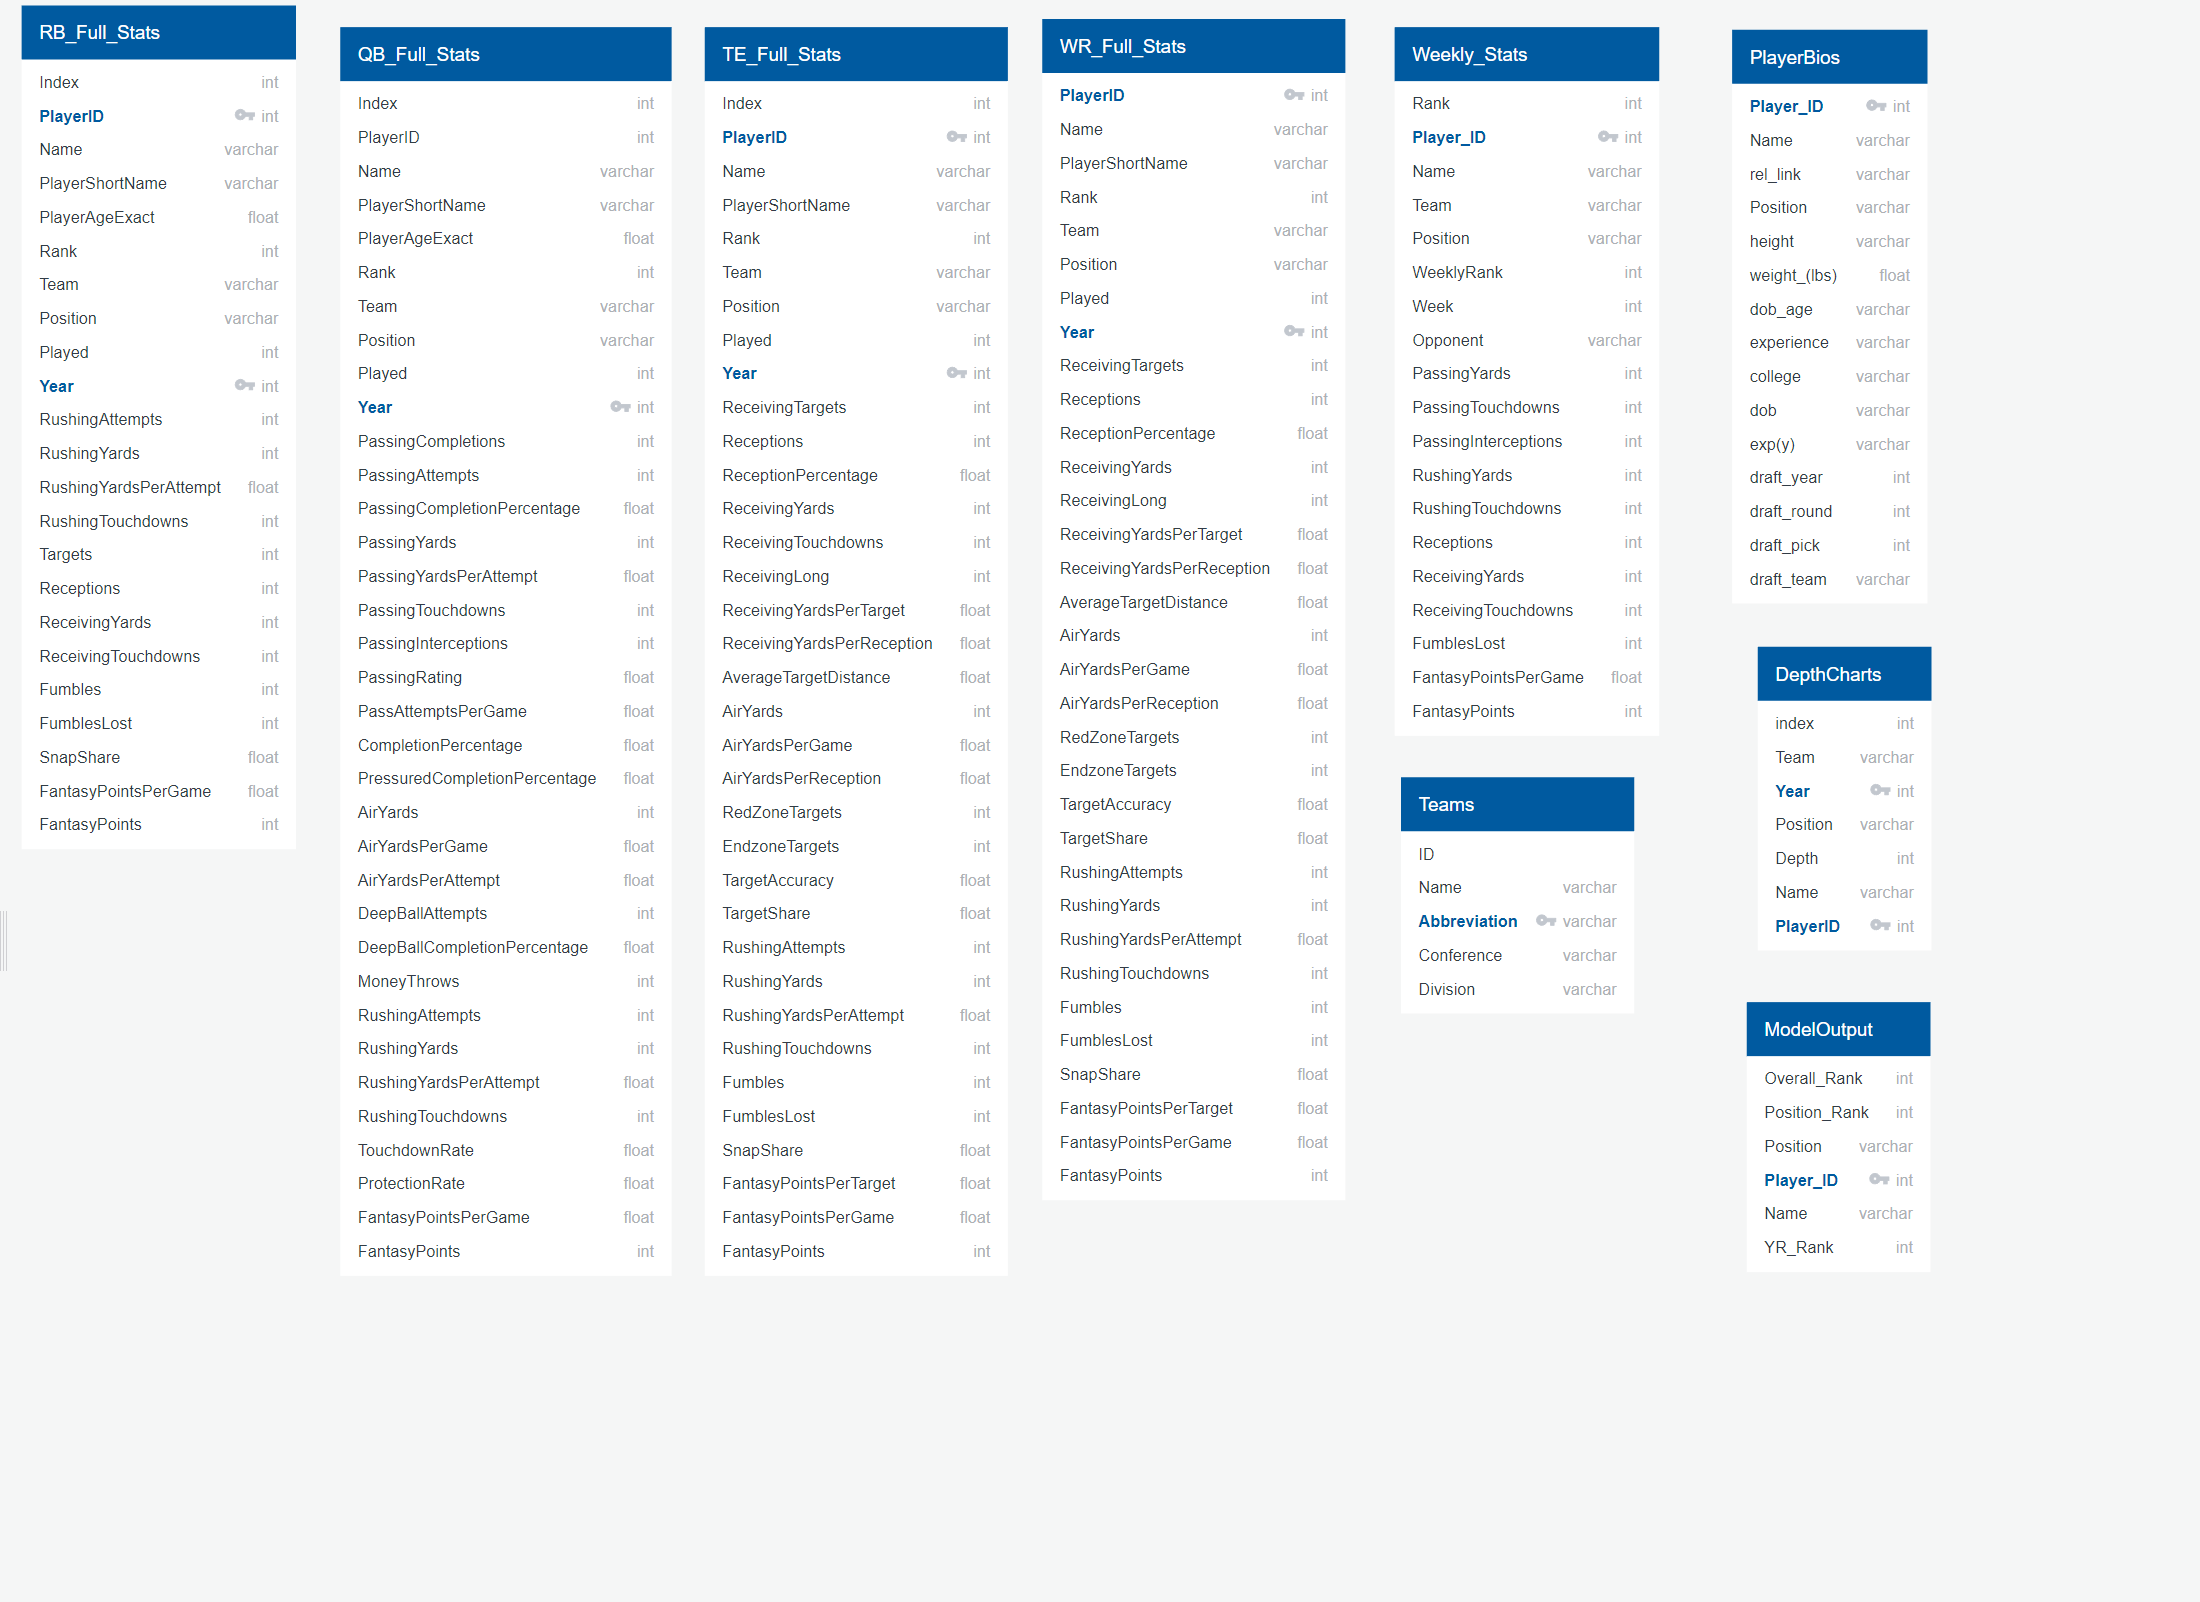 RB_Full_Stats
Index int
PlayerID int
Name varchar
PlayerShortName varchar
PlayerAgeExact float
Rank int
Team varchar
Position varchar
Played int
Year int
RushingAttempts int
RushingYards int
RushingYardsPerAttempt float
RushingTouchdowns int
Targets int
Receptions int
ReceivingYards int
ReceivingTouchdowns int
Fumbles int
FumblesLost int
SnapShare float
FantasyPointsPerGame float
FantasyPoints int
QB_Full_Stats
Index int
PlayerID int
Name varchar
PlayerShortName varchar
PlayerAgeExact float
Rank int
Team varchar
Position varchar
Played int
Year int
PassingCompletions int
PassingAttempts int
PassingCompletionPercentage float
PassingYards int
PassingYardsPerAttempt float
PassingTouchdowns int
PassingInterceptions int
PassingRating float
PassAttemptsPerGame float
CompletionPercentage float
PressuredCompletionPercentage float
AirYards int
AirYardsPerGame float
AirYardsPerAttempt float
DeepBallAttempts int
DeepBallCompletionPercentage float
MoneyThrows int
RushingAttempts int
RushingYards int
RushingYardsPerAttempt float
RushingTouchdowns int
TouchdownRate float
ProtectionRate float
FantasyPointsPerGame float
FantasyPoints int
TE_Full_Stats
Index int
PlayerID int
Name varchar
PlayerShortName varchar
Rank int
Team varchar
Position varchar
Played int
Year int
ReceivingTargets int
Receptions int
ReceptionPercentage float
ReceivingYards int
ReceivingTouchdowns int
ReceivingLong int
ReceivingYardsPerTarget float
ReceivingYardsPerReception float
AverageTargetDistance float
AirYards int
AirYardsPerGame float
AirYardsPerReception float
RedZoneTargets int
EndzoneTargets int
TargetAccuracy float
TargetShare float
RushingAttempts int
RushingYards int
RushingYardsPerAttempt float
RushingTouchdowns int
Fumbles int
FumblesLost int
SnapShare float
FantasyPointsPerTarget float
FantasyPointsPerGame float
FantasyPoints int
WR_Full_Stats
PlayerID int
Name varchar
PlayerShortName varchar
Rank int
Team varchar
Position varchar
Played int
Year int
ReceivingTargets int
Receptions int
ReceptionPercentage float
ReceivingYards int
ReceivingLong int
ReceivingYardsPerTarget float
ReceivingYardsPerReception float
AverageTargetDistance float
AirYards int
AirYardsPerGame float
AirYardsPerReception float
RedZoneTargets int
EndzoneTargets int
TargetAccuracy float
TargetShare float
RushingAttempts int
RushingYards int
RushingYardsPerAttempt float
RushingTouchdowns int
Fumbles int
FumblesLost int
SnapShare float
FantasyPointsPerTarget float
FantasyPointsPerGame float
FantasyPoints int
Weekly_Stats
Rank int
Player_ID int
Name varchar
Team varchar
Position varchar
WeeklyRank int
Week int
Opponent varchar
PassingYards int
PassingTouchdowns int
PassingInterceptions int
RushingYards int
RushingTouchdowns int
Receptions int
ReceivingYards int
ReceivingTouchdowns int
FumblesLost int
FantasyPointsPerGame float
FantasyPoints int
Teams
ID
Name varchar
Abbreviation varchar
Conference varchar
Division varchar
PlayerBios
Player_ID int
Name varchar
rel_link varchar
Position varchar
height varchar
weight_(lbs) float
dob_age varchar
experience varchar
college varchar
dob varchar
exp(y) varchar
draft_year int
draft_round int
draft_pick int
draft_team varchar
DepthCharts
index int
Team varchar
Year int
Position varchar
Depth int
Name varchar
PlayerID int
ModelOutput
Overall_Rank int
Position_Rank int
Position varchar
Player_ID int
Name varchar
YR_Rank int